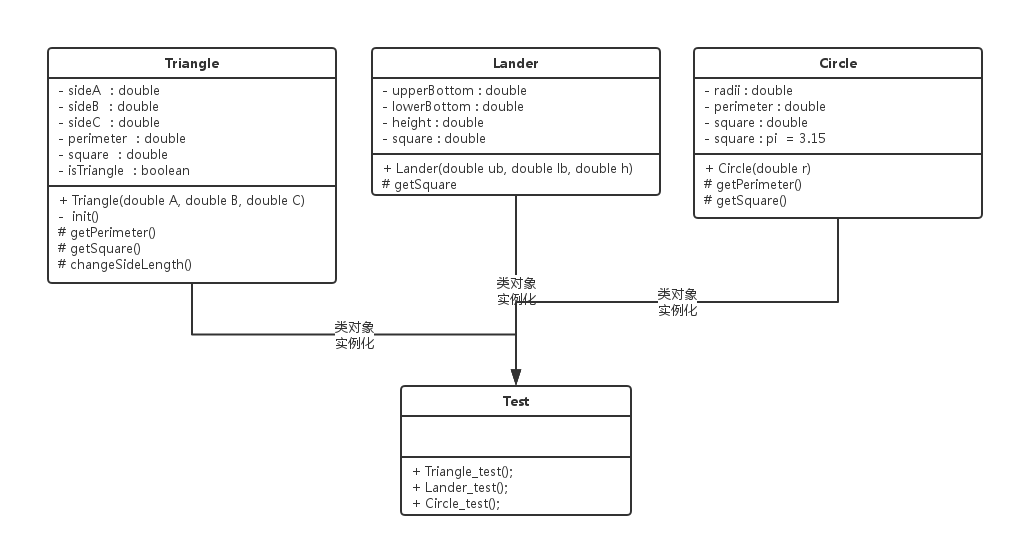 Triangle
- sideA : double
- sideB : double
- sideC : double
- perimeter : double
- square : double
- isTriangle : boolean
+ Triangle(double A, double B, double C)
- init()
# getPerimeter()
# getSquare()
# changeSideLength()
Lander
- upperBottom : double
- lowerBottom : double
- height : double
- square : double
+ Lander(double ub, double lb, double h)
# getSquare
Circle
- radii : double
- perimeter : double
- square : double
- square : pi = 3.15
+ Circle(double r)
# getPerimeter()
# getSquare()
类对象
实例化
类对象
实例化
类对象
实例化
Test
+ Triangle_test();
+ Lander_test();
+ Circle_test();